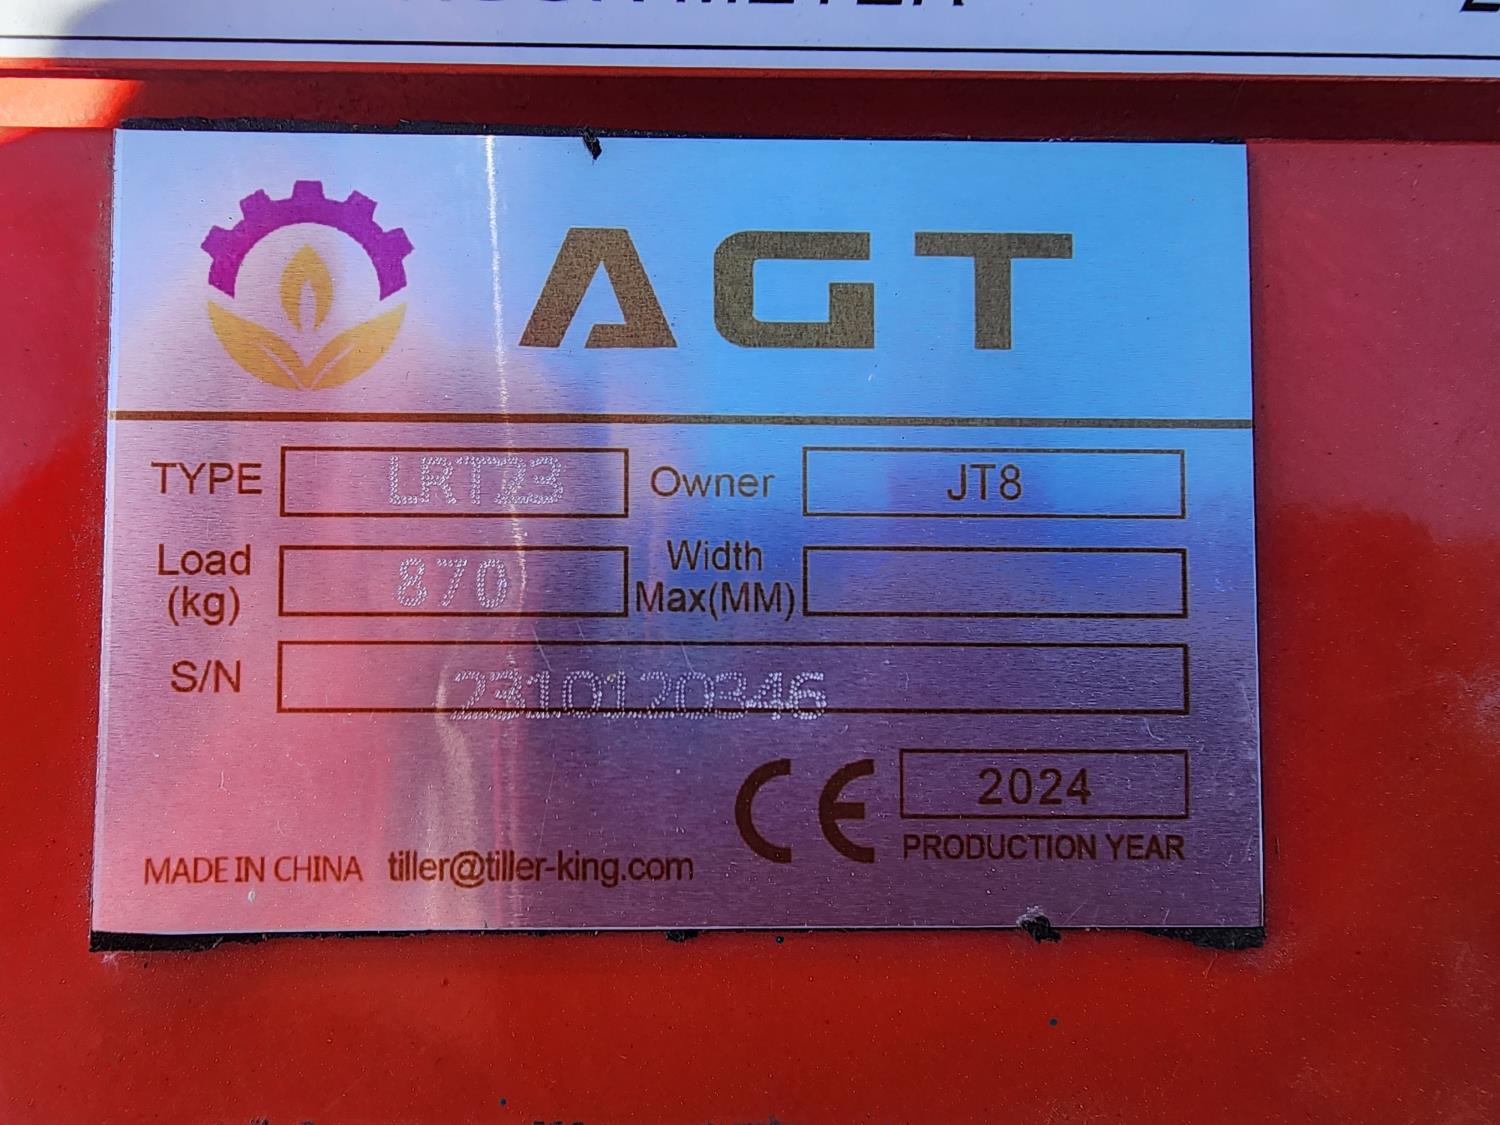 AGT
TYPE LRT23 Owner JT8
Load (kg) 870 Width Max(MM)
S/N 2310120346
CE 2024
PRODUCTION YEAR
MADE IN CHINA tiller@tiller-king.com